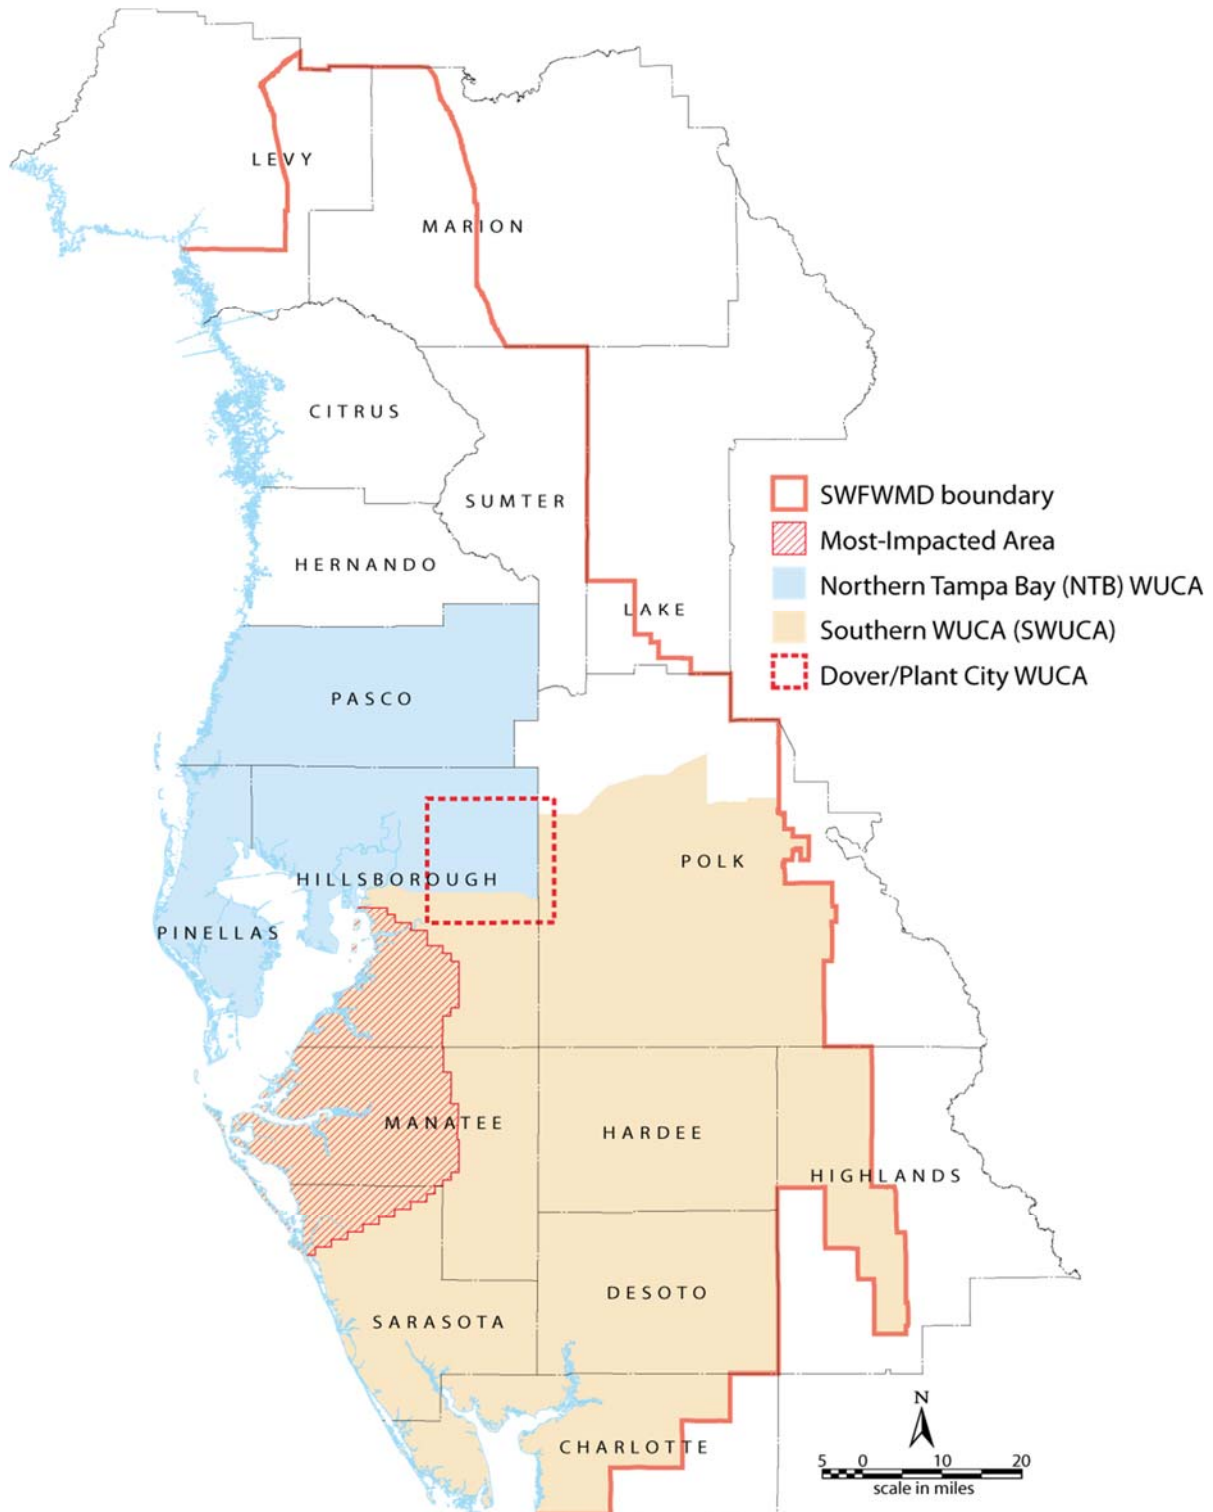 LEVY
MARION
CITRUS
SUMTER
SWFWMD boundary
Most-Impacted Area
HERNANDO
Northern Tampa Bay (NTB) WUCA
LAKE
Southern WUCA (SWUCA)
Dover/Plant City WUCA
PASCO
POLK
HILLSBOROUGH
PINELLAS
MANATEE
HARDEE
HIGHLANDS
DESOTO
SARASOTA
N
CHARLOTTE
5 0 10 20
scale in miles